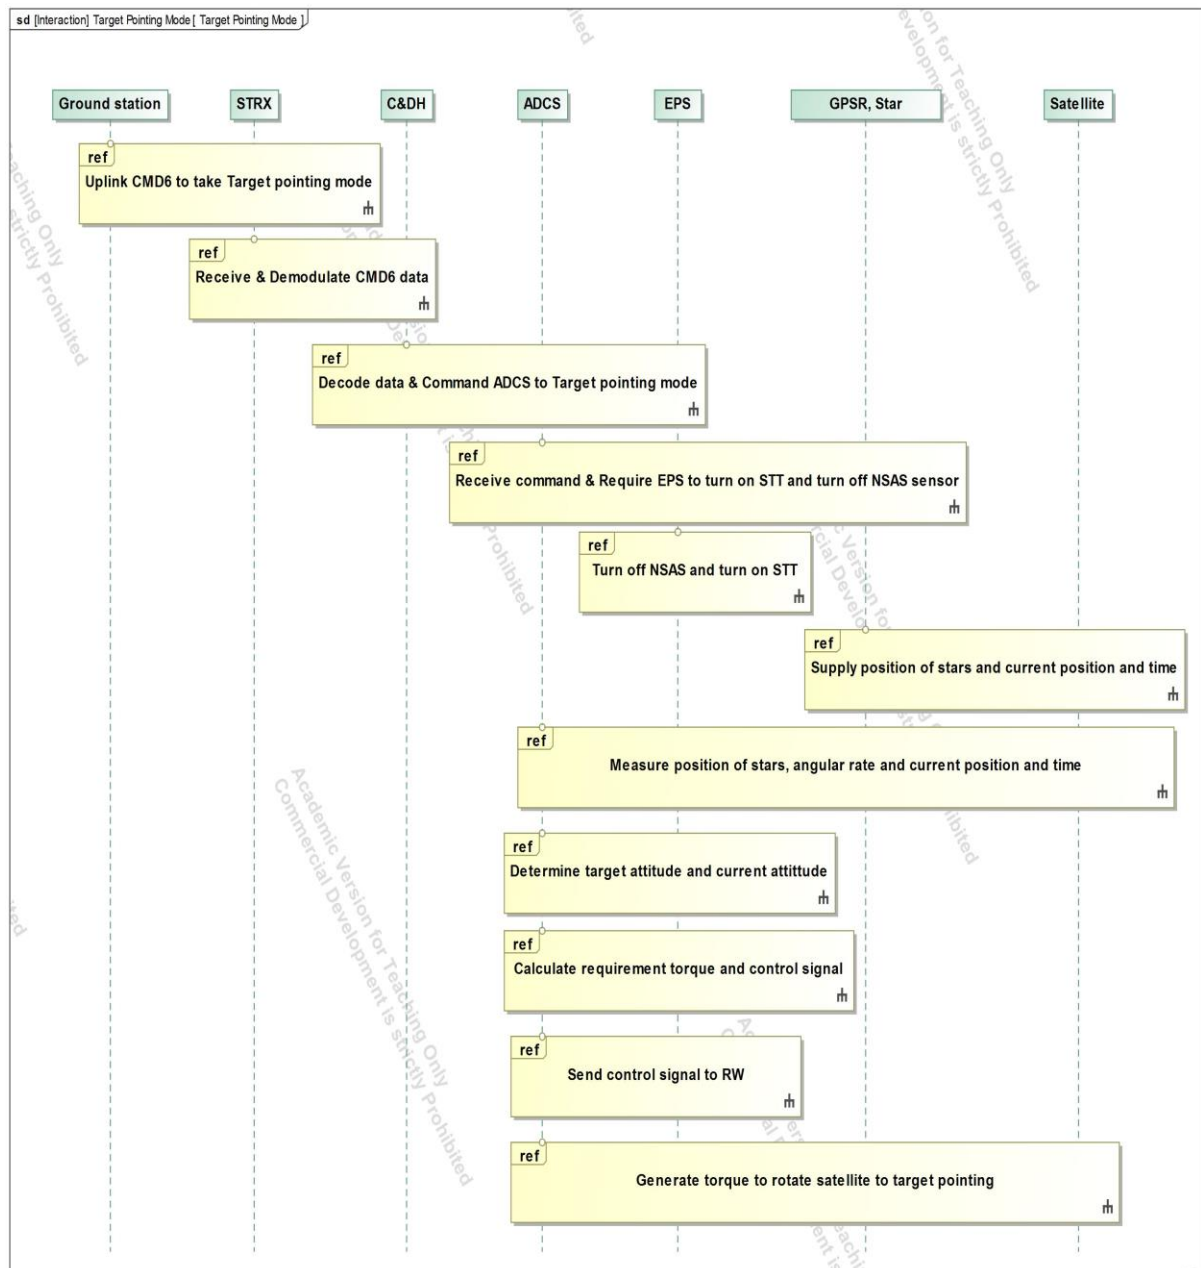 sd [Interaction] Target Pointing Mode [ Target Pointing Mode ]
Ground station
STRX
C&DH
ADCS
EPS
GPSR, Star
Satellite
ref
Uplink CMD6 to take Target pointing mode
ref
Receive & Demodulate CMD6 data
ref
Decode data & Command ADCS to Target pointing mode
ref
Receive command & Require EPS to turn on STT and turn off NSAS sensor
ref
Turn off NSAS and turn on STT
ref
Supply position of stars and current position and time
ref
Measure position of stars, angular rate and current position and time
ref
Determine target attitude and current attittude
ref
Calculate requirement torque and control signal
ref
Send control signal to RW
ref
Generate torque to rotate satellite to target pointing
Academic Version for Teaching Only
Commercial Development is strictly Prohibited